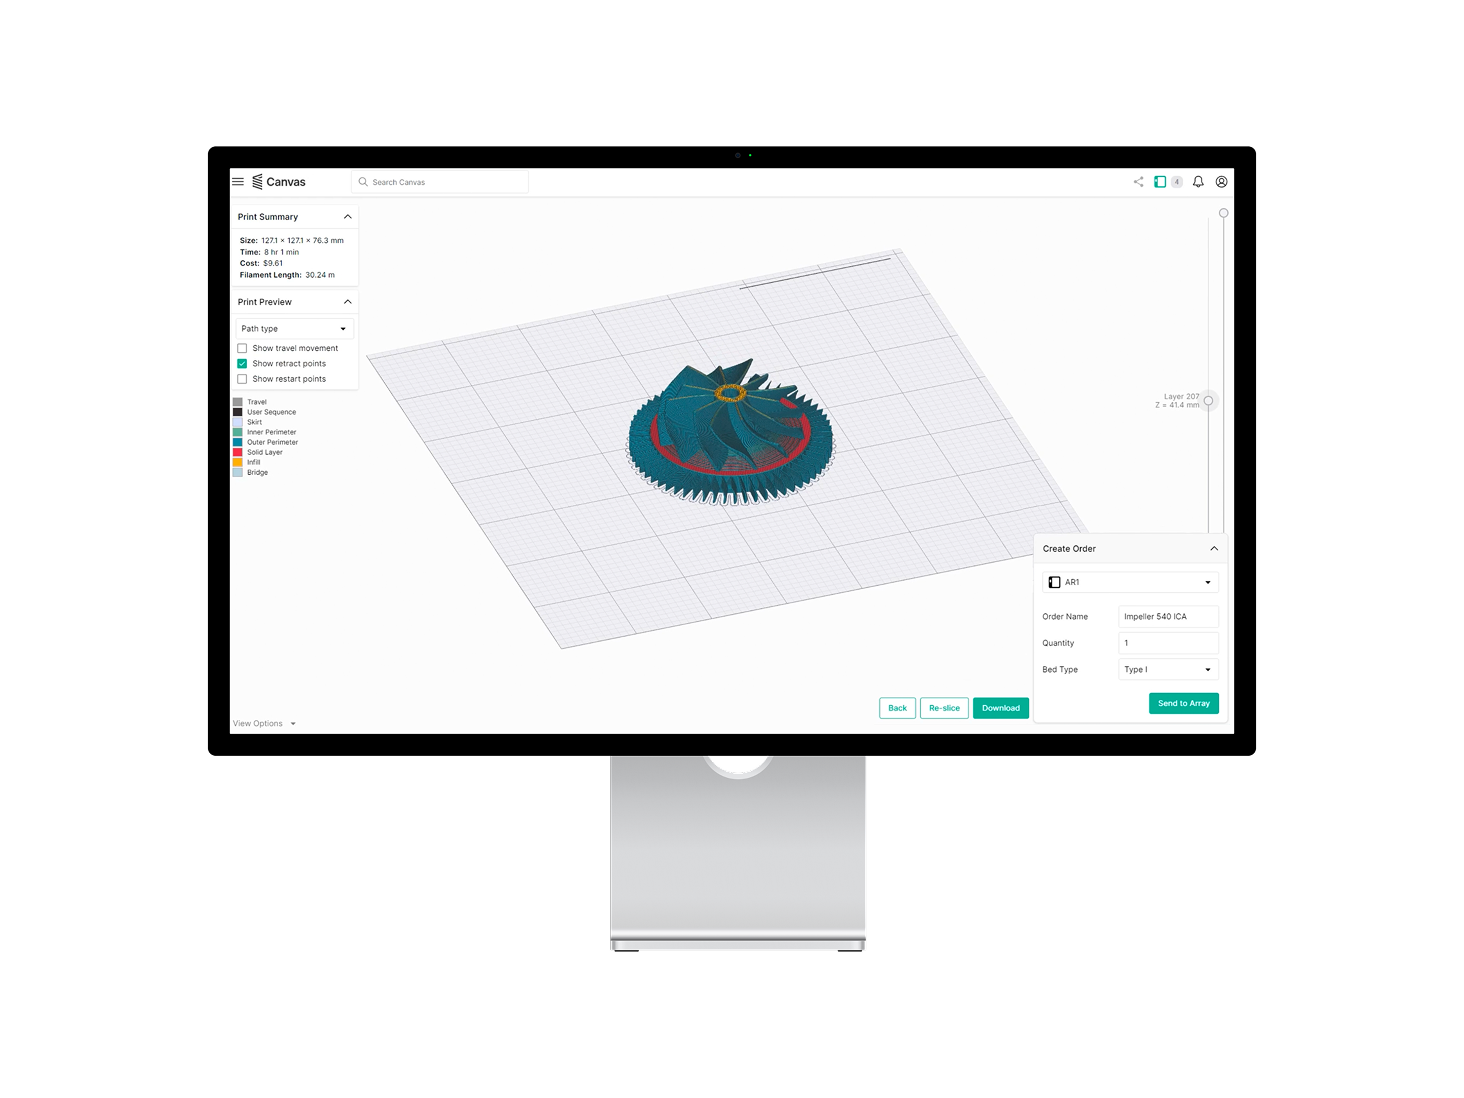 Canvas
Search Canvas
4
Print Summary
Size: 127.1 × 127.1 × 76.3 mm
Time: 8 hr 1 min
Cost: $9.61
Filament Length: 30.24 m
Print Preview
Path type
Show travel movement
Show retract points
Show restart points
Travel
User Sequence
Skirt
Inner Perimeter
Outer Perimeter
Solid Layer
Infill
Bridge
Layer 207
Z = 41.4 mm
Create Order
AR1
Order Name Impeller 540 ICA
Quantity 1
Bed Type Type I
Send to Array
Back Re-slice Download
View Options